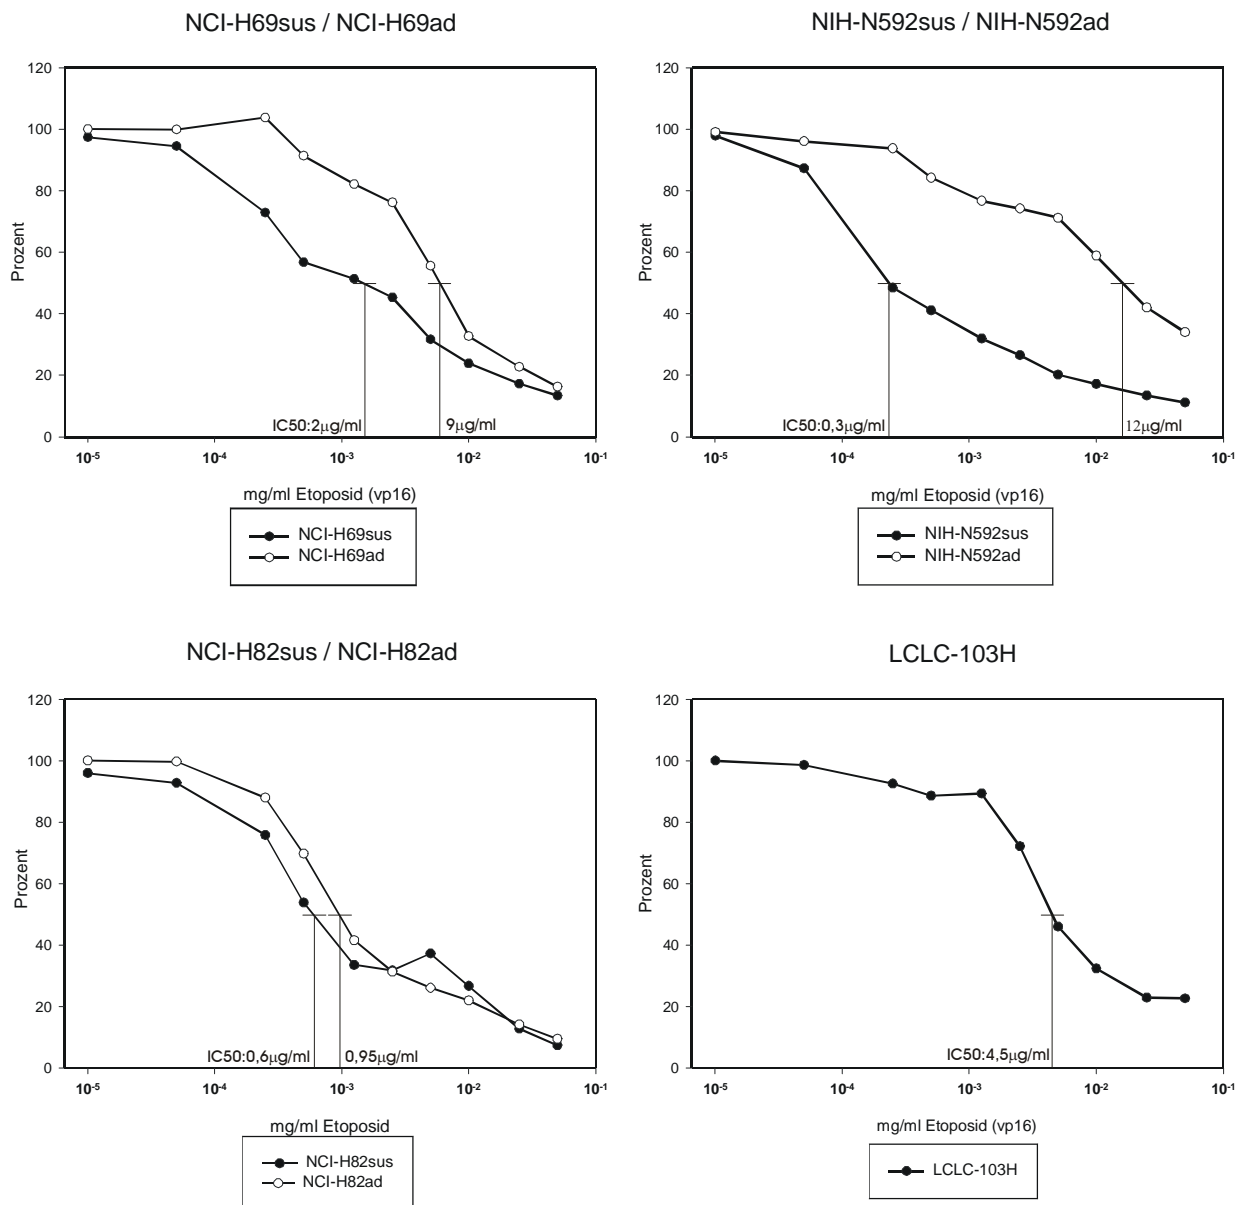 NCI-H69sus / NCI-H69ad
120
100
80
60
40
20
0
Prozent
IC50:2µg/ml
9µg/ml
10-5
10-4
10-3
10-2
10-1
mg/ml Etoposid (vp16)
NCI-H69sus
NCI-H69ad
NIH-N592sus / NIH-N592ad
120
100
80
60
40
20
0
Prozent
IC50:0,3µg/ml
12µg/ml
10-5
10-4
10-3
10-2
10-1
mg/ml Etoposid (vp16)
NIH-N592sus
NIH-N592ad
NCI-H82sus / NCI-H82ad
120
100
80
60
40
20
0
Prozent
IC50:0,6µg/ml
0,95µg/ml
10-5
10-4
10-3
10-2
10-1
mg/ml Etoposid
NCI-H82sus
NCI-H82ad
LCLC-103H
120
100
80
60
40
20
0
Prozent
IC50:4,5µg/ml
10-5
10-4
10-3
10-2
10-1
mg/ml Etoposid (vp16)
LCLC-103H